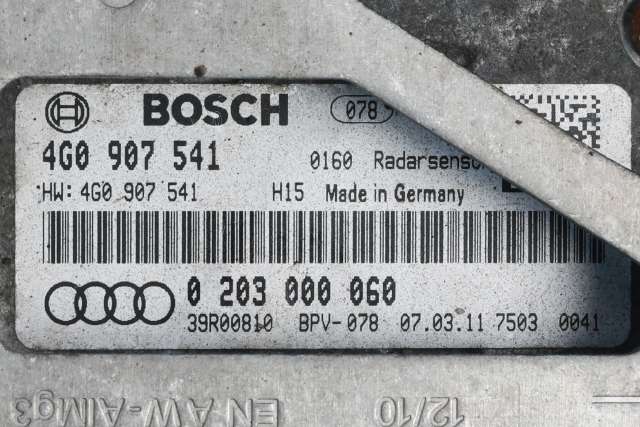 BOSCH 078
4G0 907 541
0160 Radarsensor
HW: 4G0 907 541 H15 Made in Germany
0 203 000 060
39R00810 BPV-078 07.03.11 7503 0041
EN AW-AlMg3 12/10